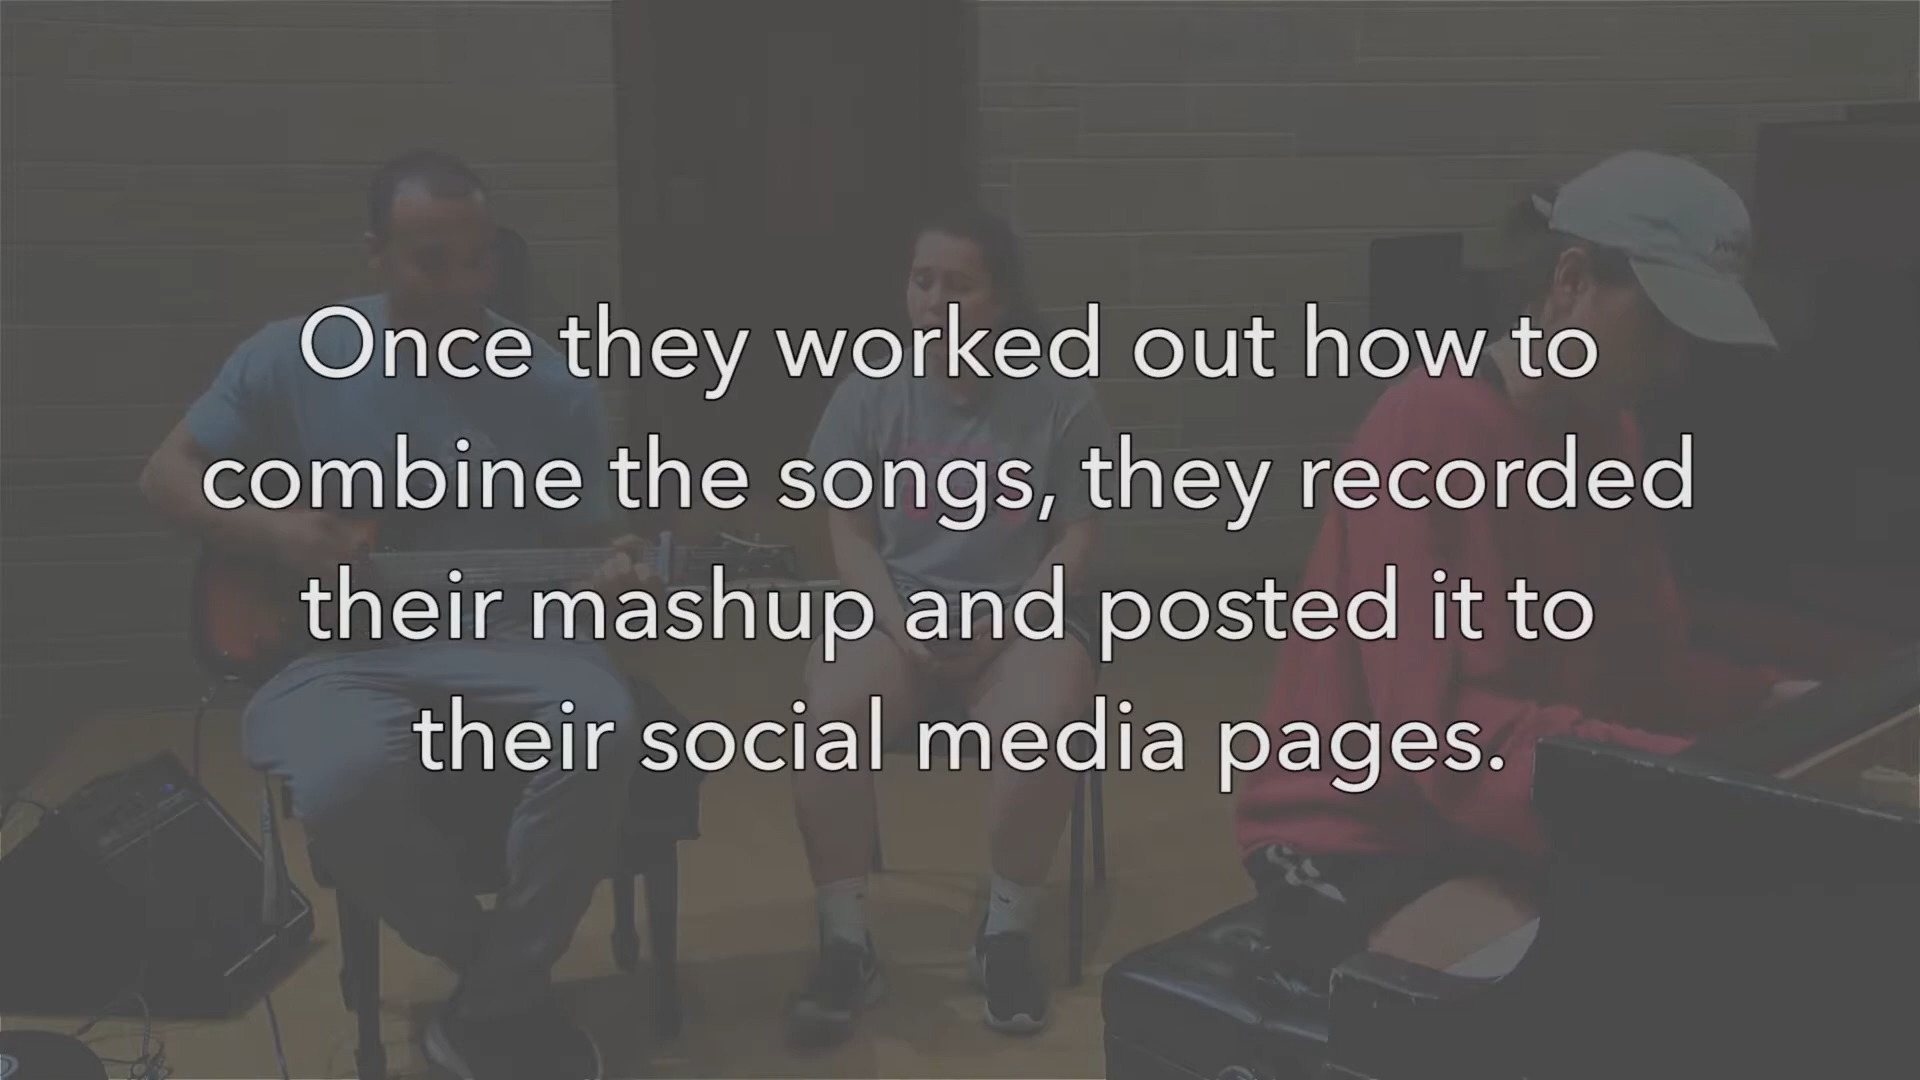 Once they worked out how to
combine the songs, they recorded
their mashup and posted it to
their social media pages.